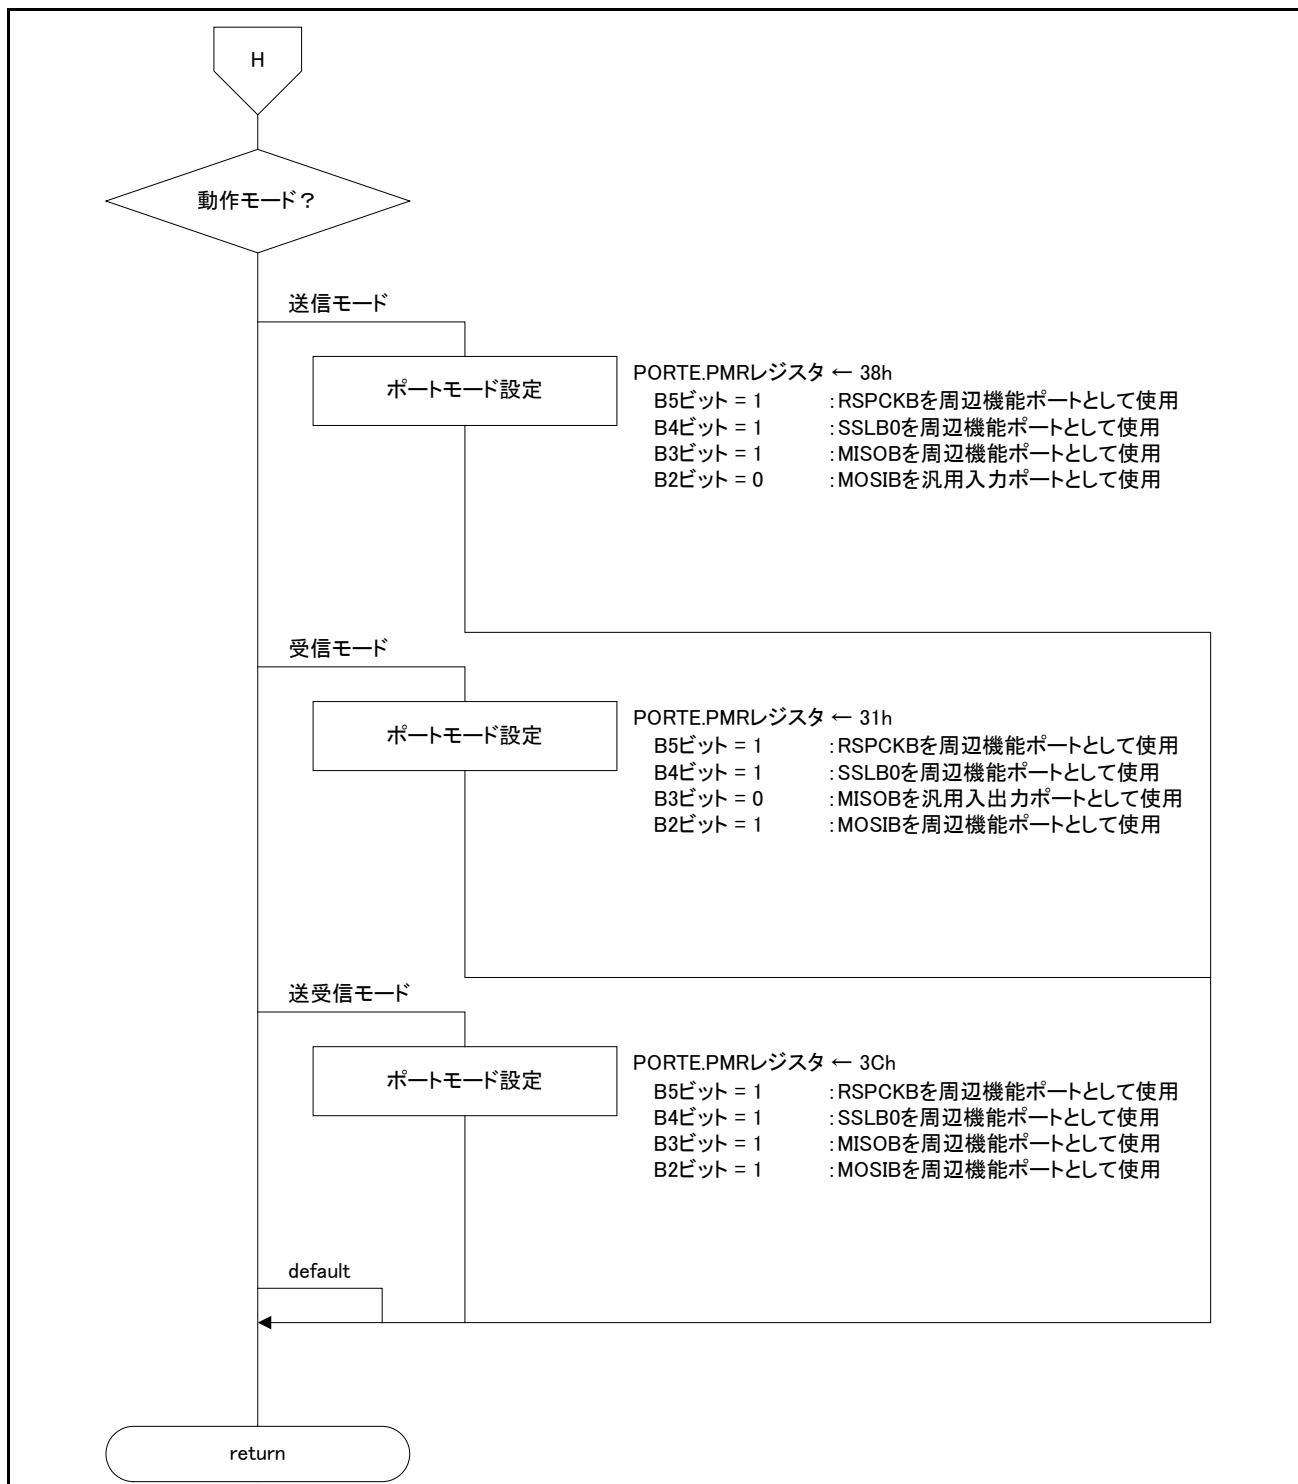 H
動作モード？
送信モード
ポートモード設定
PORTE.PMRレジスタ ← 38h
B5ビット = 1 :RSPCKBを周辺機能ポートとして使用
B4ビット = 1 :SSLB0を周辺機能ポートとして使用
B3ビット = 1 :MISOBを周辺機能ポートとして使用
B2ビット = 0 :MOSIBを汎用入力ポートとして使用
受信モード
ポートモード設定
PORTE.PMRレジスタ ← 31h
B5ビット = 1 :RSPCKBを周辺機能ポートとして使用
B4ビット = 1 :SSLB0を周辺機能ポートとして使用
B3ビット = 0 :MISOBを汎用入出力ポートとして使用
B2ビット = 1 :MOSIBを周辺機能ポートとして使用
送受信モード
ポートモード設定
PORTE.PMRレジスタ ← 3Ch
B5ビット = 1 :RSPCKBを周辺機能ポートとして使用
B4ビット = 1 :SSLB0を周辺機能ポートとして使用
B3ビット = 1 :MISOBを周辺機能ポートとして使用
B2ビット = 1 :MOSIBを周辺機能ポートとして使用
default
return